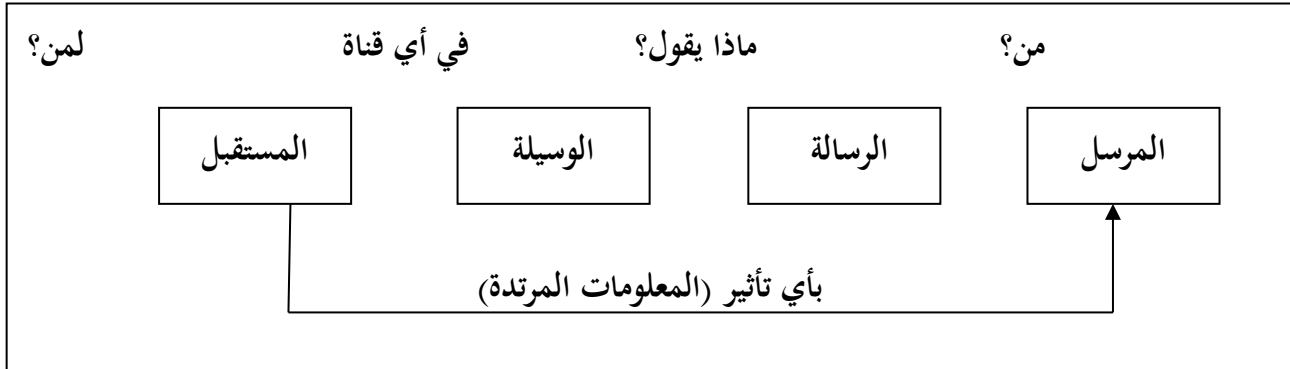 من؟ ماذا يقول؟ في أي قناة لمن؟
المرسل الرسالة الوسيلة المستقبل
بأي تأثير (المعلومات المرتدة)